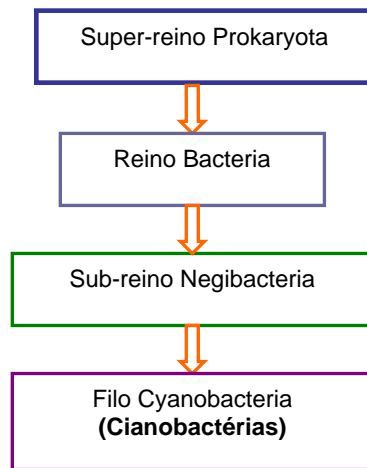 Super-reino Prokaryota
Reino Bacteria
Sub-reino Negibacteria
Filo Cyanobacteria
(Cianobactérias)